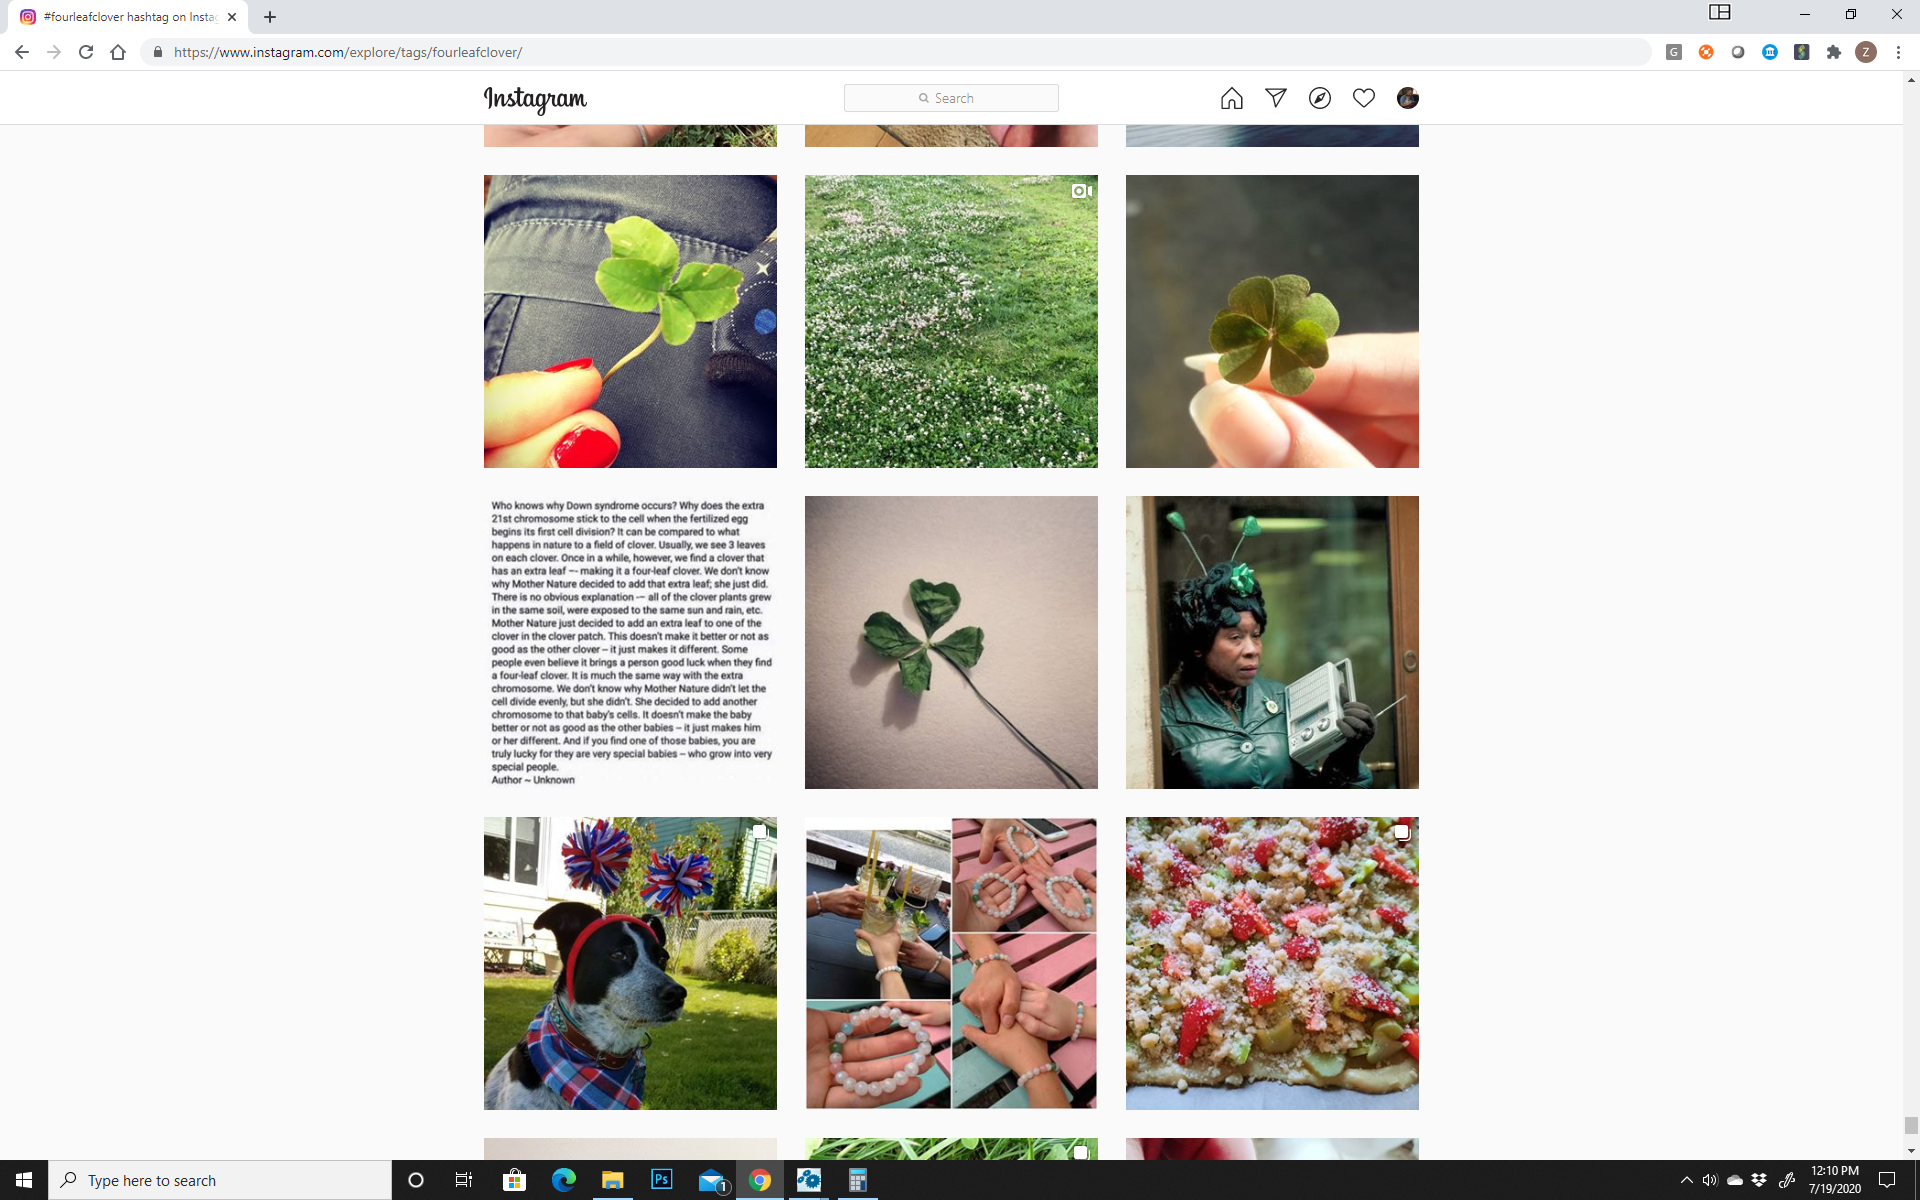 #fourleafclover hashtag on Insta
https://www.instagram.com/explore/tags/fourleafclover/
G
Z
Instagram
Search
Who knows why Down syndrome occurs? Why does the extra
21st chromosome stick to the cell when the fertilized egg
begins its first cell division? It can be compared to what
happens in nature to a field of clover. Usually, we see 3 leaves
on each clover. Once in a while, however, we find a clover that
has an extra leaf –- making it a four-leaf clover. We don't know
why Mother Nature decided to add that extra leaf; she just did.
There is no obvious explanation -– all of the clover plants grew
in the same soil, were exposed to the same sun and rain, etc.
Mother Nature just decided to add an extra leaf to one of the
clover in the clover patch. This doesn't make it better or not as
good as the other clover – it just makes it different. Some
people even believe it brings a person good luck when they find
a four-leaf clover. It is much the same way with the extra
chromosome. We don't know why Mother Nature didn't let the
cell divide evenly, but she didn't. She decided to add another
chromosome to that baby's cells. It doesn't make the baby
better or not as good as the other babies – it just makes him
or her different. And if you find one of those babies, you are
truly lucky for they are very special babies – who grow into very
special people.
Author ~ Unknown
Type here to search
Ps
1
12:10 PM
7/19/2020